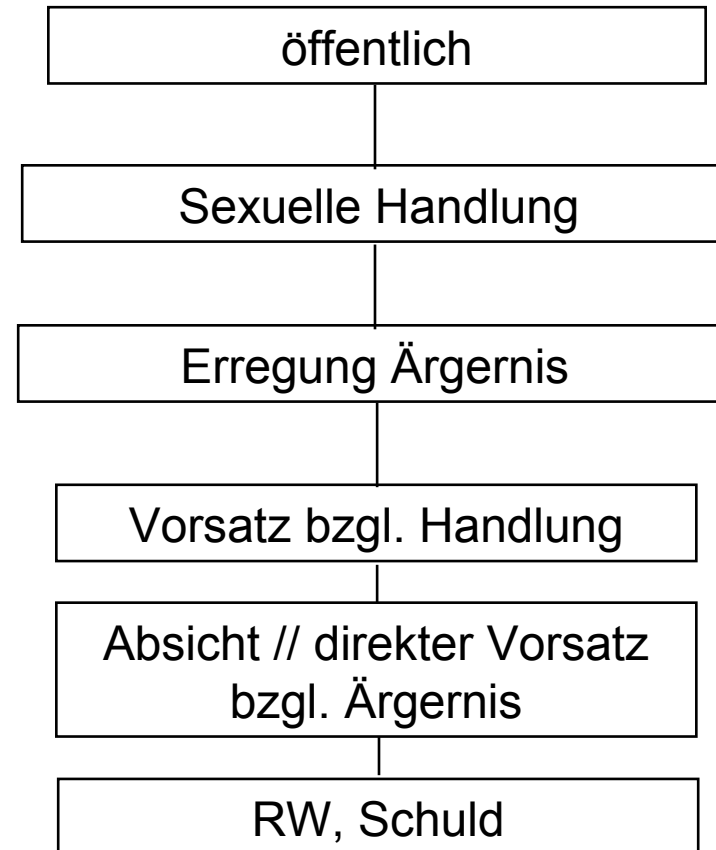 öffentlich
Sexuelle Handlung
Erregung Ärgernis
Vorsatz bzgl. Handlung
Absicht // direkter Vorsatz
bzgl. Ärgernis
RW, Schuld